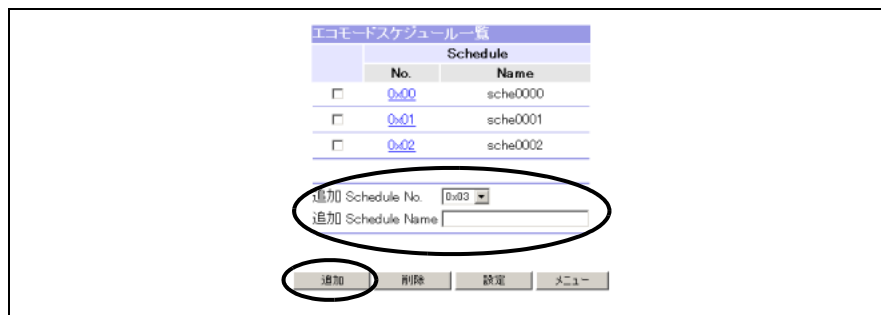 エコモードスケジュール一覧
Schedule
No. Name
0x00 sche0000
0x01 sche0001
0x02 sche0002
追加 Schedule No. 0x03
追加 Schedule Name
追加 削除 設定 メニュー